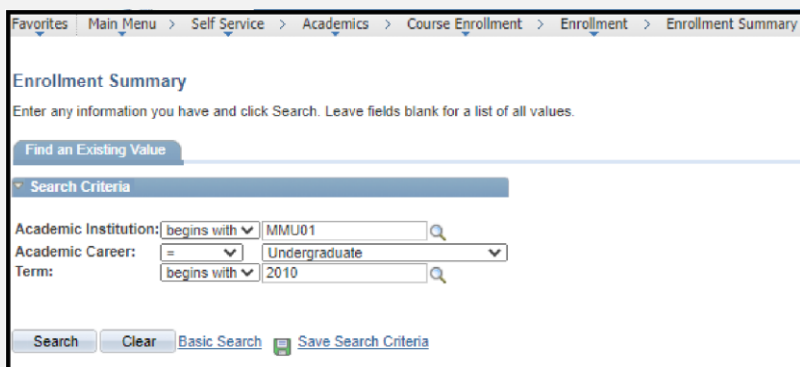 Favorites Main Menu > Self Service > Academics > Course Enrollment > Enrollment > Enrollment Summary
Enrollment Summary
Enter any information you have and click Search. Leave fields blank for a list of all values.
Find an Existing Value
Search Criteria
Academic Institution: begins with MMU01
Academic Career: = Undergraduate
Term: begins with 2010
Search Clear Basic Search Save Search Criteria